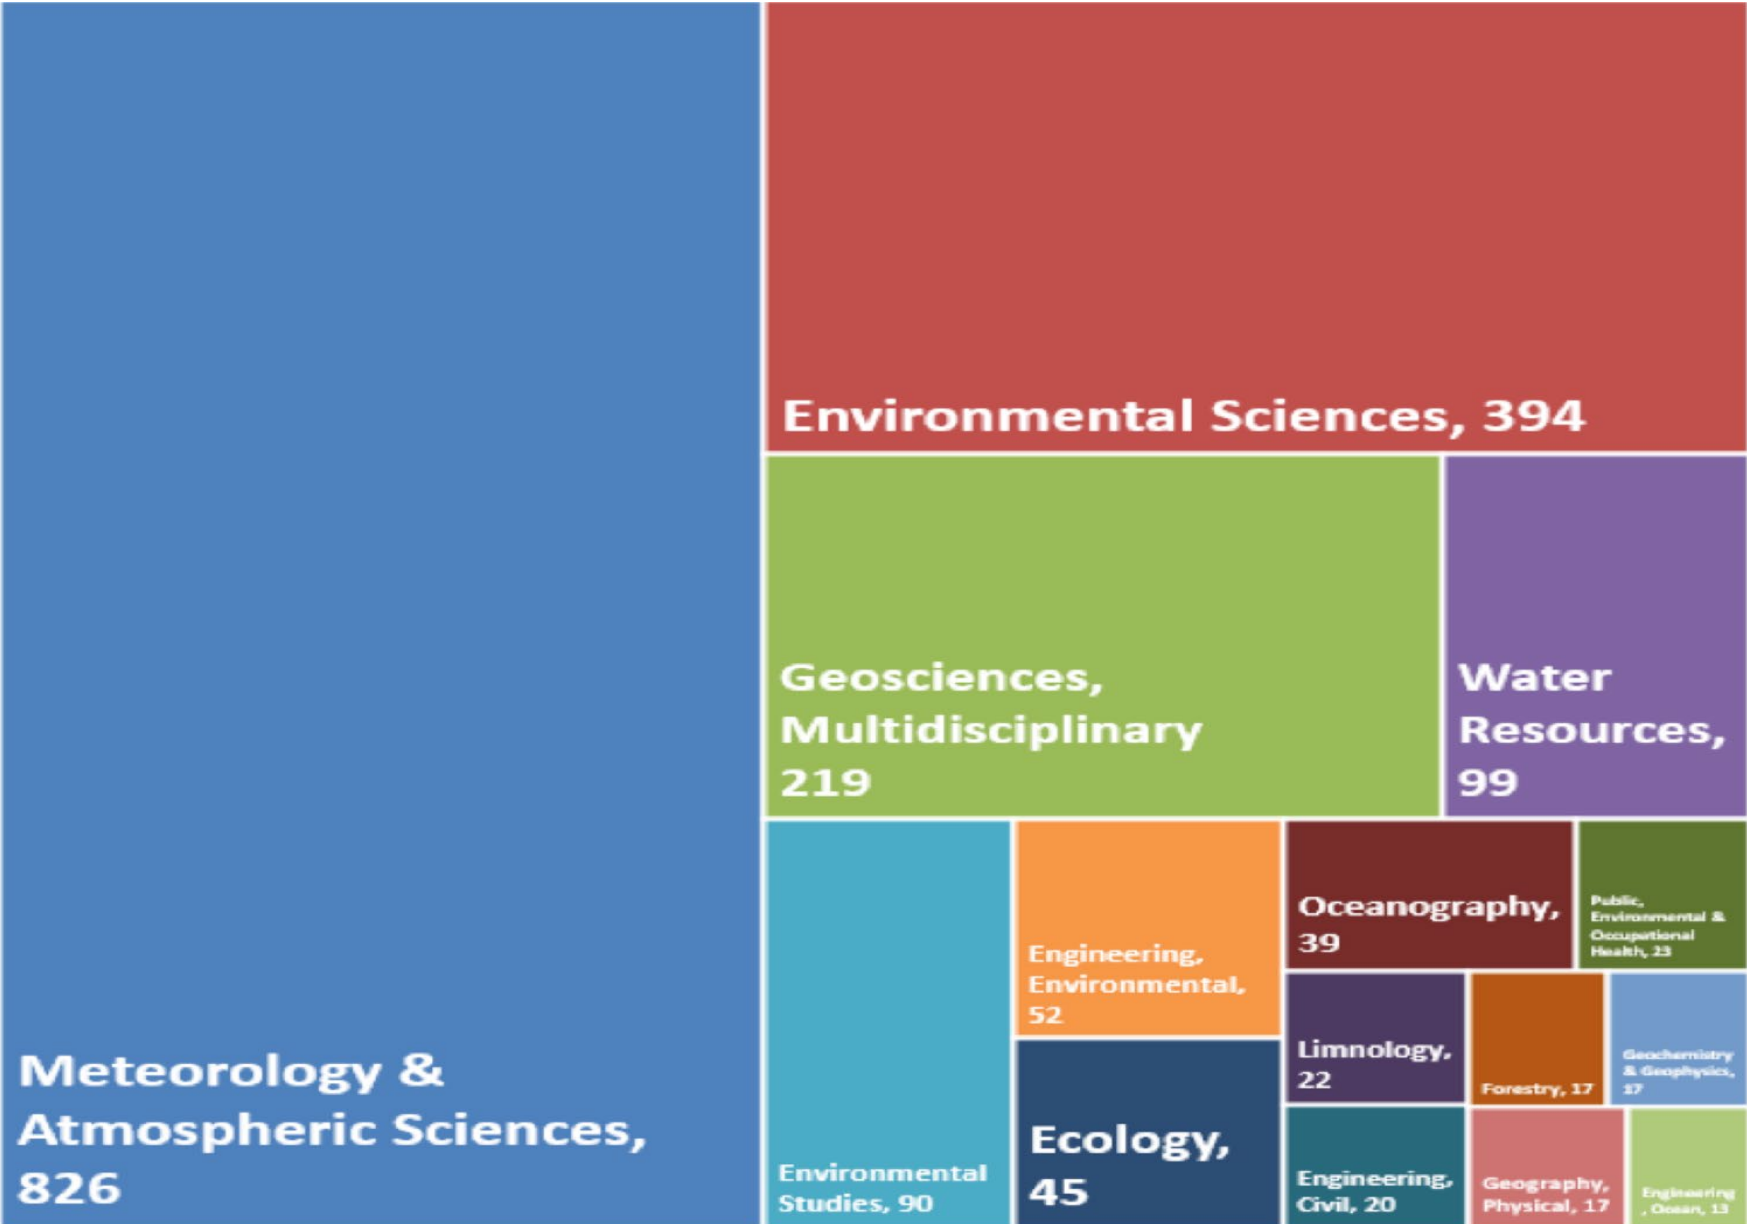 Meteorology &
Atmospheric Sciences,
826
Environmental Sciences, 394
Geosciences,
Multidisciplinary
219
Water
Resources,
99
Environmental
Studies, 90
Engineering,
Environmental,
52
Ecology,
45
Oceanography,
39
Public,
Environmental &
Occupational
Health, 23
Limnology,
22
Forestry, 17
Geochemistry
& Geophysics,
17
Engineering,
Civil, 20
Geography,
Physical, 17
Engineering
, Ocean, 13